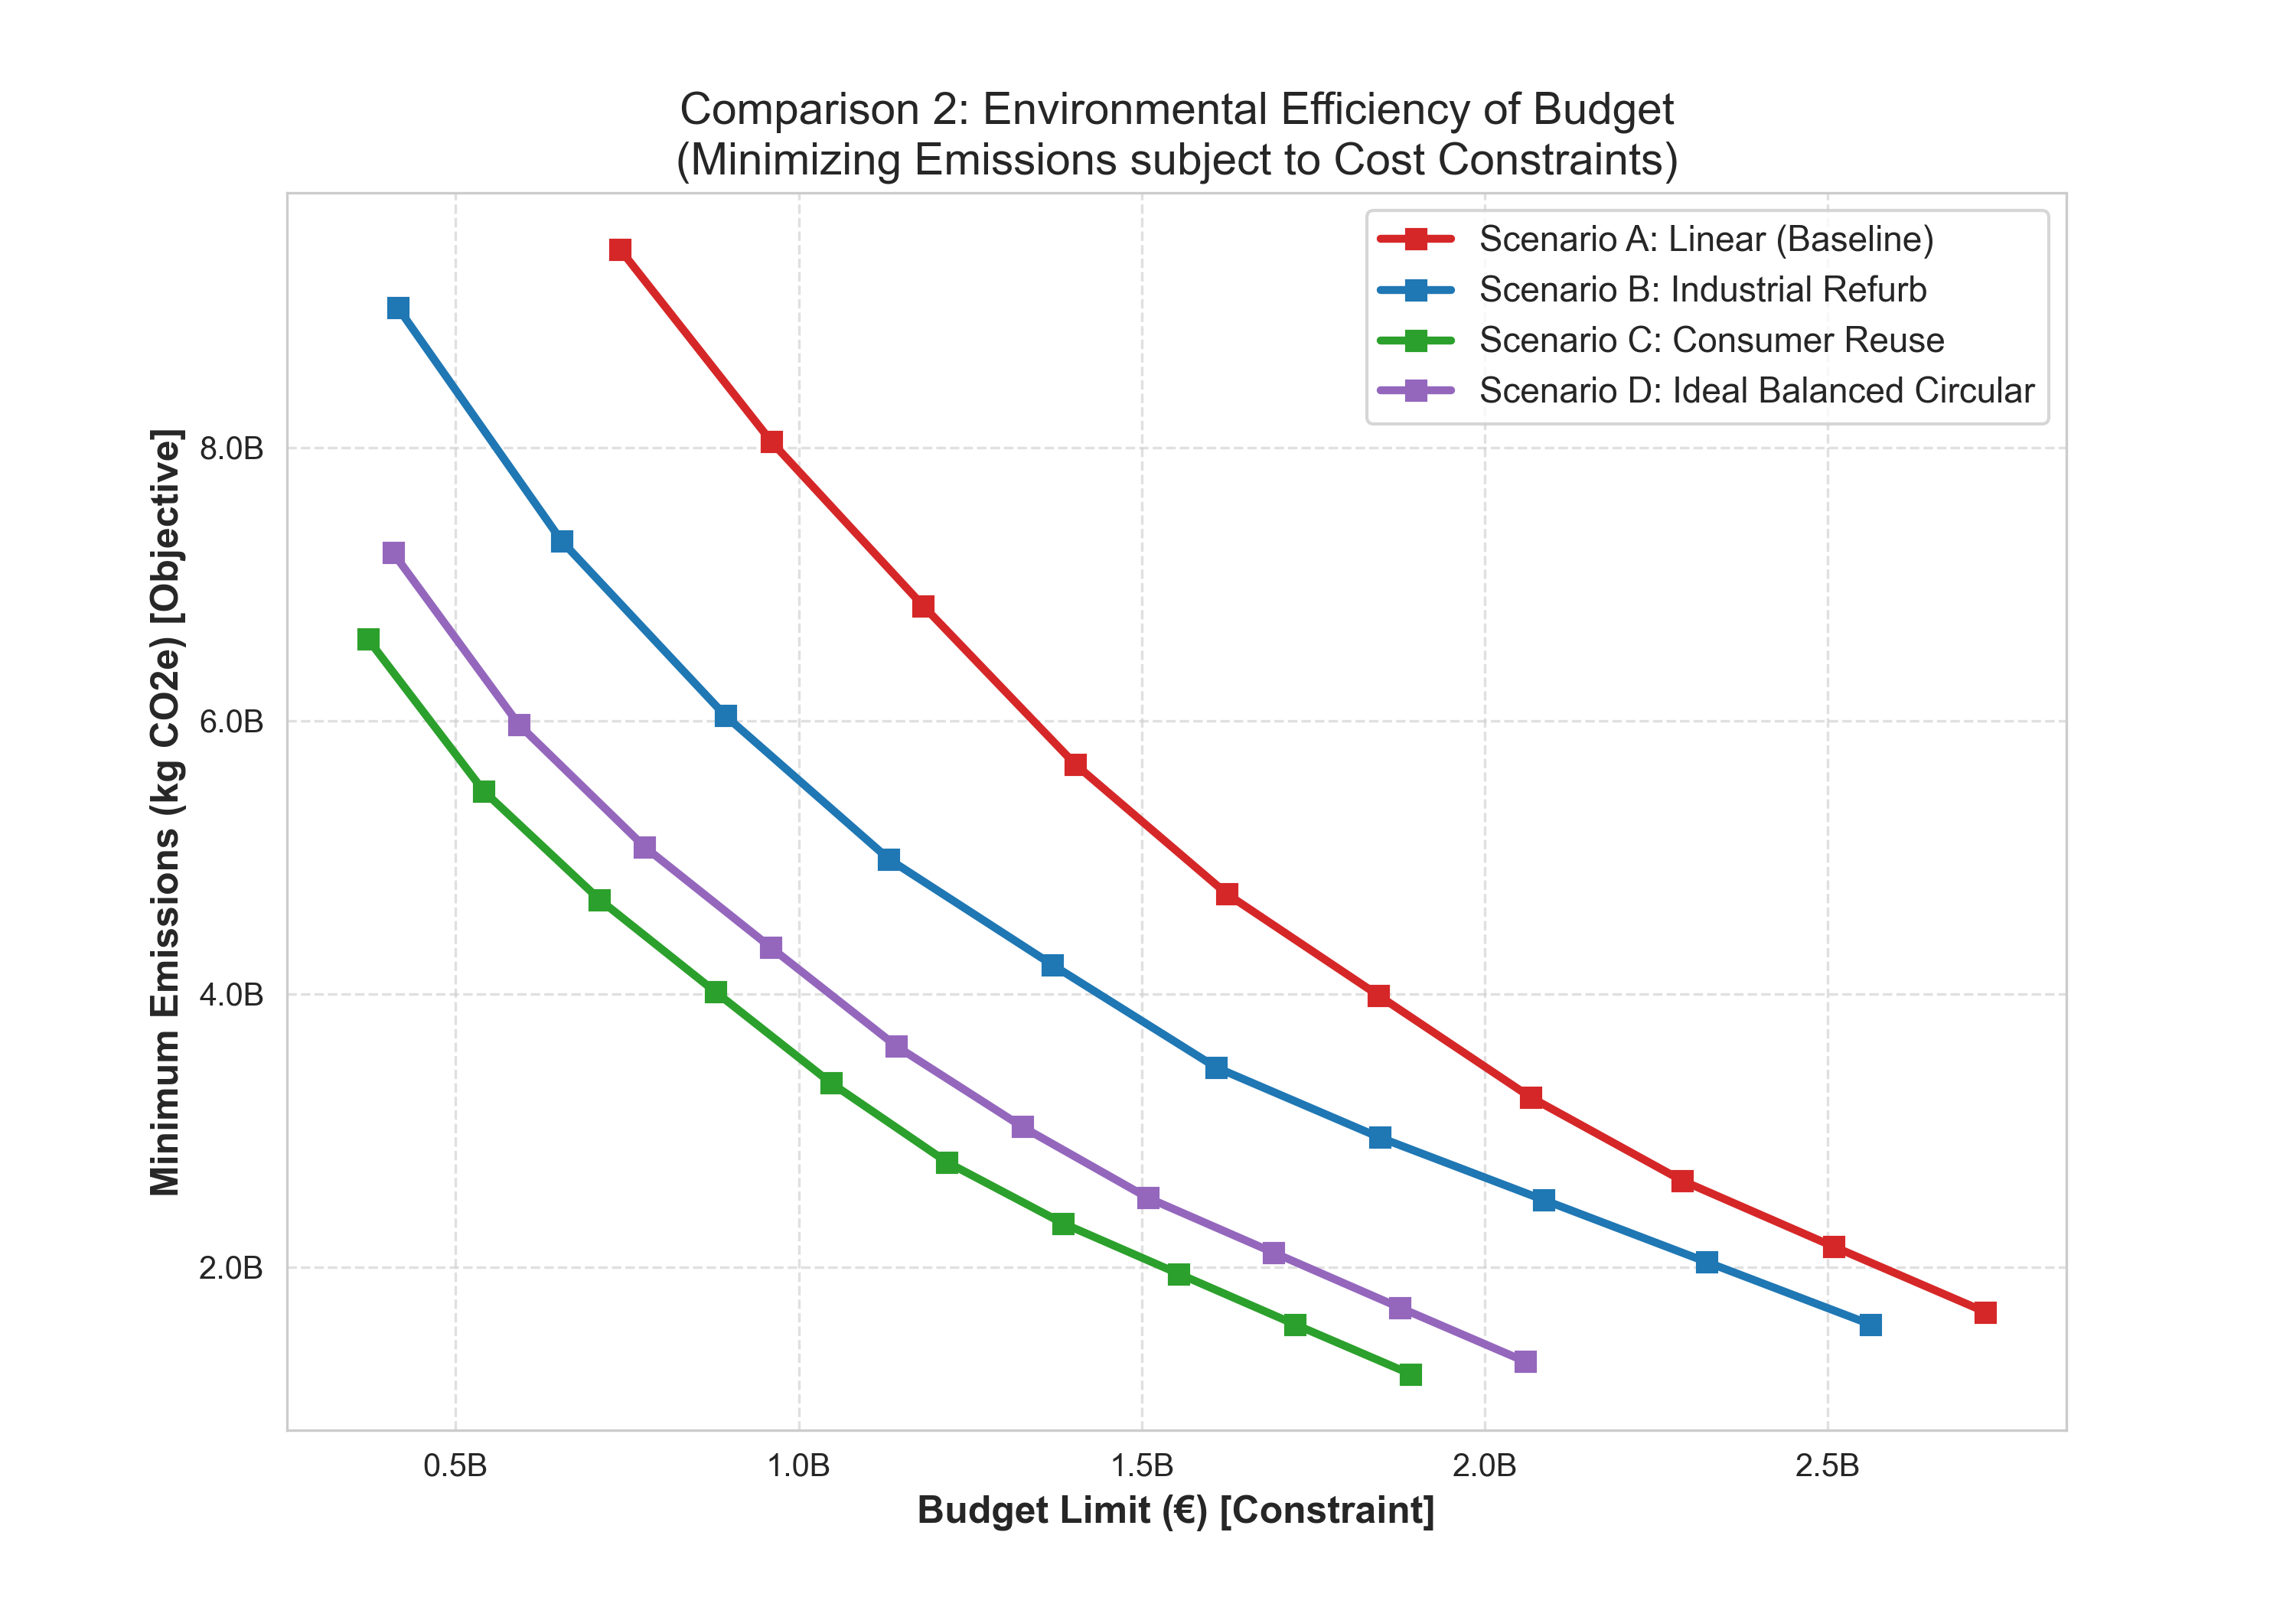 Comparison 2: Environmental Efficiency of Budget
(Minimizing Emissions subject to Cost Constraints)
Scenario A: Linear (Baseline)
Scenario B: Industrial Refurb
Scenario C: Consumer Reuse
Scenario D: Ideal Balanced Circular
Minimum Emissions (kg CO2e) [Objective]
8.0B
6.0B
4.0B
2.0B
0.5B
1.0B
1.5B
2.0B
2.5B
Budget Limit (€) [Constraint]